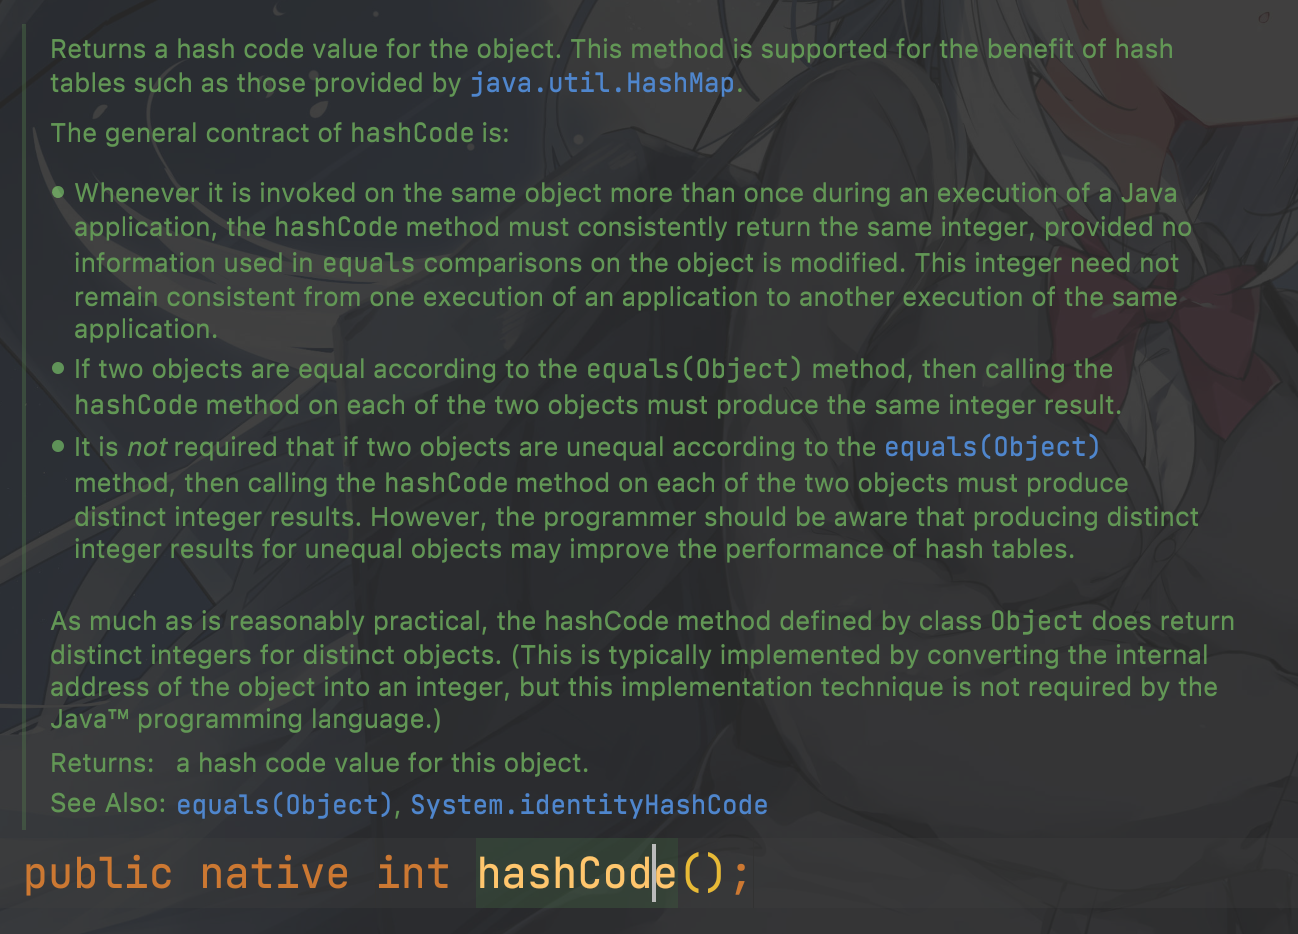 Returns a hash code value for the object. This method is supported for the benefit of hash
tables such as those provided by java.util.HashMap.
The general contract of hashCode is:
• Whenever it is invoked on the same object more than once during an execution of a Java
application, the hashCode method must consistently return the same integer, provided no
information used in equals comparisons on the object is modified. This integer need not
remain consistent from one execution of an application to another execution of the same
application.
• If two objects are equal according to the equals(Object) method, then calling the
hashCode method on each of the two objects must produce the same integer result.
• It is not required that if two objects are unequal according to the equals(Object)
method, then calling the hashCode method on each of the two objects must produce
distinct integer results. However, the programmer should be aware that producing distinct
integer results for unequal objects may improve the performance of hash tables.
As much as is reasonably practical, the hashCode method defined by class Object does return
distinct integers for distinct objects. (This is typically implemented by converting the internal
address of the object into an integer, but this implementation technique is not required by the
Java™ programming language.)
Returns: a hash code value for this object.
See Also: equals(Object), System.identityHashCode
public native int hashCode();